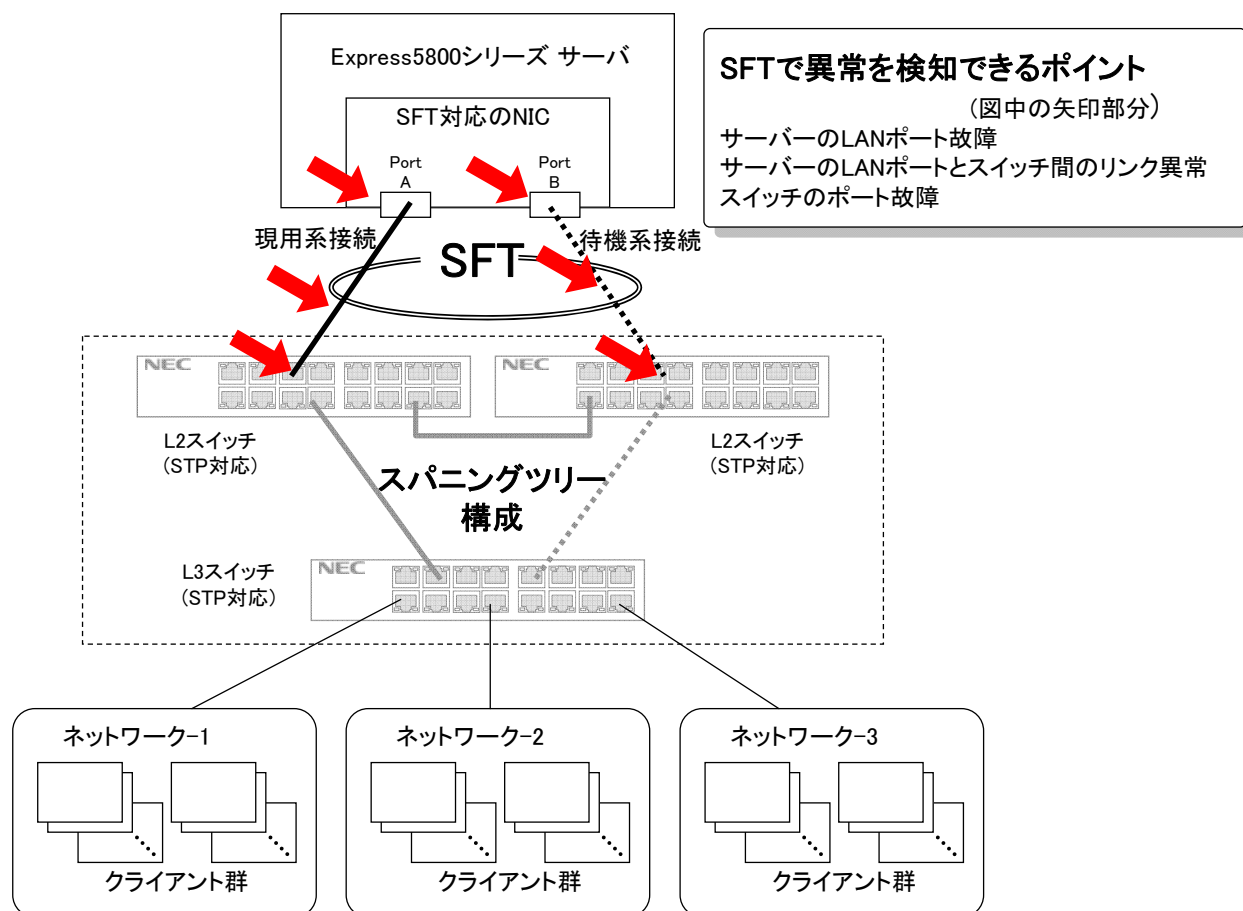 Express5800シリーズ サーバ
SFT対応のNIC
Port
A
Port
B
SFTで異常を検知できるポイント
(図中の矢印部分)
サーバーのLANポート故障
サーバーのLANポートとスイッチ間のリンク異常
スイッチのポート故障
現用系接続
SFT
待機系接続
NEC
NEC
L2スイッチ
(STP対応)
L2スイッチ
(STP対応)
スパニングツリー
構成
L3スイッチ
(STP対応)
NEC
ネットワーク-1
クライアント群
ネットワーク-2
クライアント群
ネットワーク-3
クライアント群